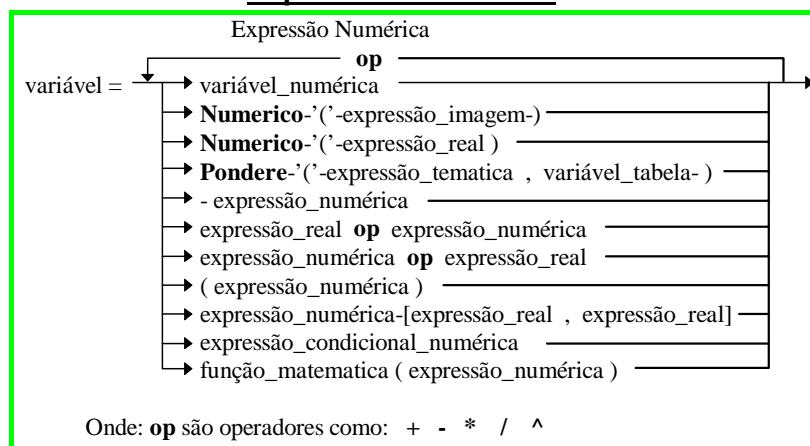 Expressão Numérica
op
variável = variável_numérica
Numerico-'('-expressão_imagem-)
Numerico-'('-expressão_real )
Pondere-'('-expressão_tematica , variável_tabela- )
- expressão_numérica
expressão_real op expressão_numérica
expressão_numérica op expressão_real
( expressão_numérica )
expressão_numérica-[expressão_real , expressão_real]
expressão_condicional_numérica
função_matematica ( expressão_numérica )
Onde: op são operadores como: + - * / ^